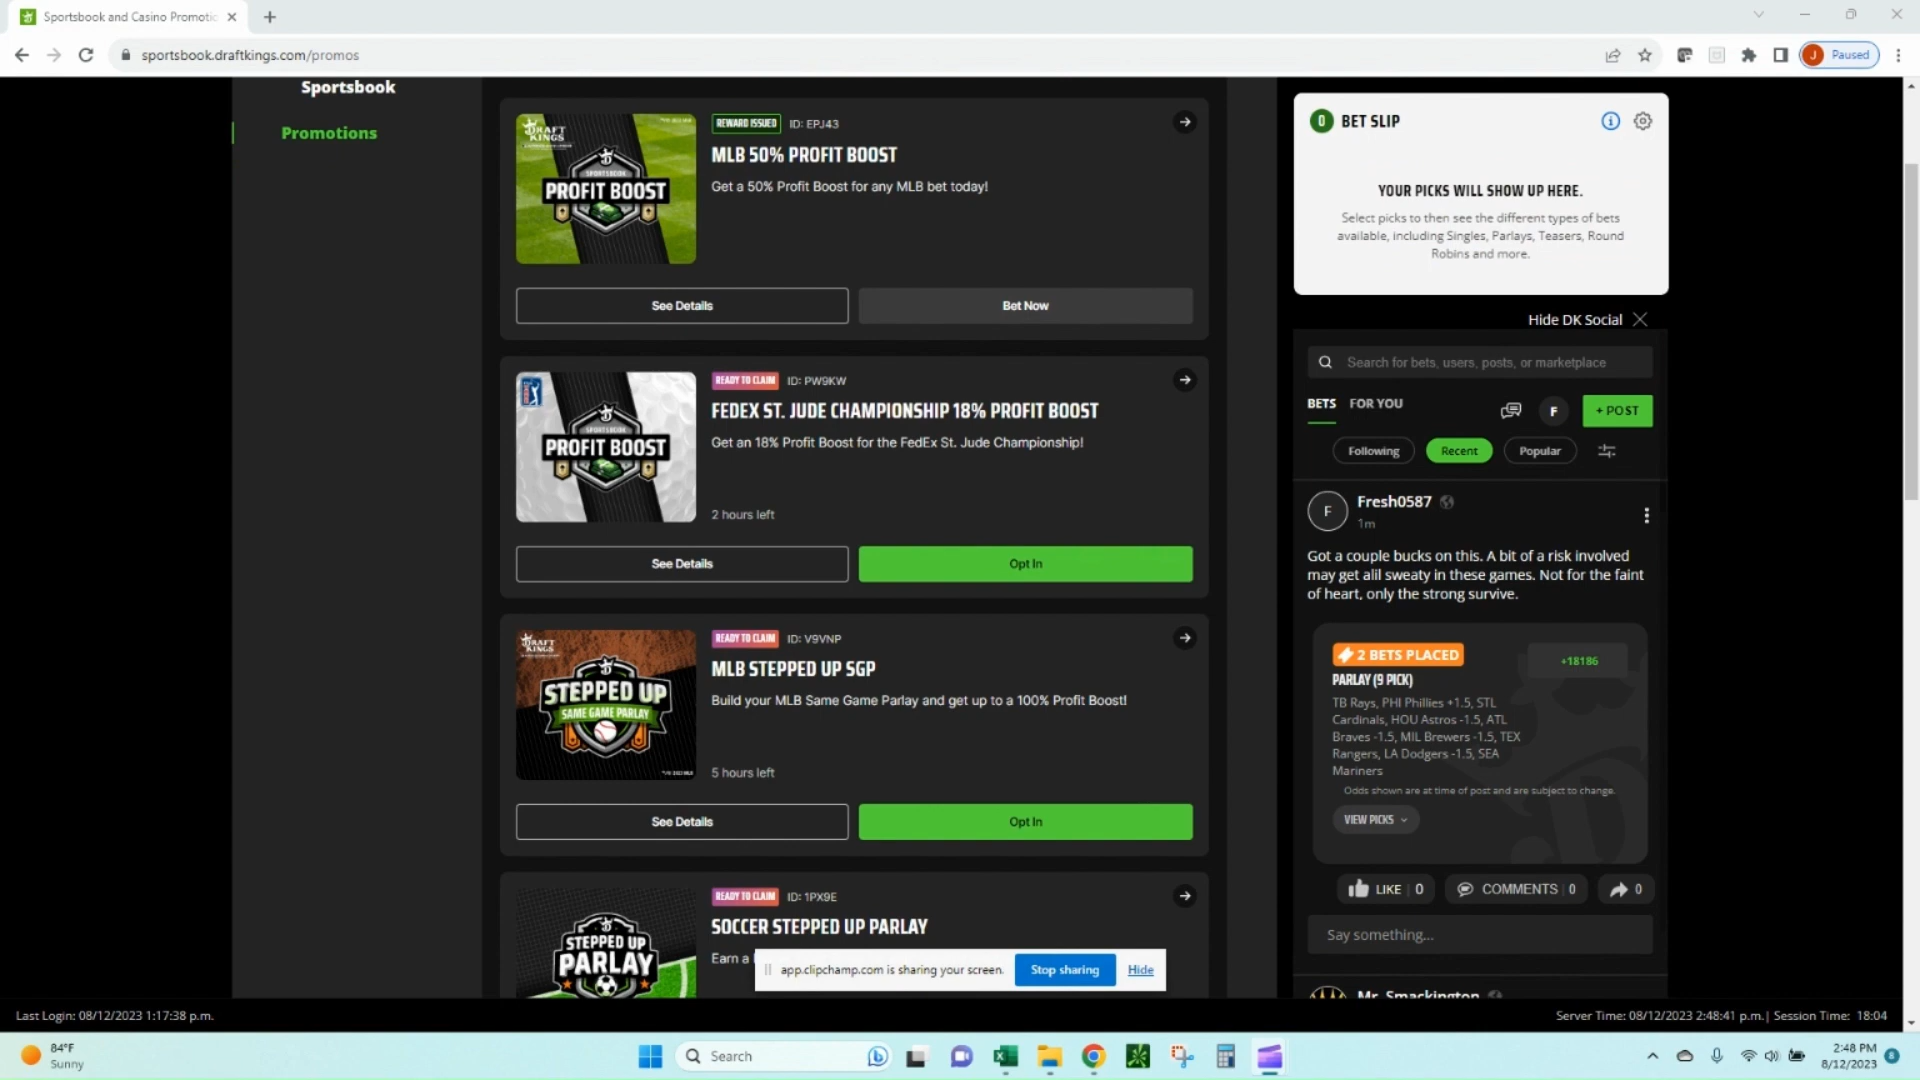 Sportsbook and Casino Promotio
sportsbook.draftkings.com/promos
J Paused
Sportsbook
Promotions
DRAFT
KINGS
SPORTSBOOK
PROFIT BOOST
REWARD ISSUED ID: EPJ43
MLB 50% PROFIT BOOST
Get a 50% Profit Boost for any MLB bet today!
See Details
Bet Now
SPORTSBOOK
PROFIT BOOST
READY TO CLAIM ID: PW9KW
FEDEX ST. JUDE CHAMPIONSHIP 18% PROFIT BOOST
Get an 18% Profit Boost for the FedEx St. Jude Championship!
2 hours left
See Details
Opt In
DRAFT
KINGS
STEPPED UP
SAME GAME PARLAY
READY TO CLAIM ID: V9VNP
MLB STEPPED UP SGP
Build your MLB Same Game Parlay and get up to a 100% Profit Boost!
5 hours left
See Details
Opt In
STEPPED UP
PARLAY
READY TO CLAIM ID: 1PX9E
SOCCER STEPPED UP PARLAY
Earn a
app.clipchamp.com is sharing your screen.
Stop sharing
Hide
0 BET SLIP
YOUR PICKS WILL SHOW UP HERE.
Select picks to then see the different types of bets
available, including Singles, Parlays, Teasers, Round
Robins and more.
Hide DK Social
Search for bets, users, posts, or marketplace
BETS FOR YOU
F
+ POST
Following Recent Popular
F
Fresh0587
1m
Got a couple bucks on this. A bit of a risk involved
may get alil sweaty in these games. Not for the faint
of heart, only the strong survive.
2 BETS PLACED
+18186
PARLAY (9 PICK)
TB Rays, PHI Phillies +1.5, STL
Cardinals, HOU Astros -1.5, ATL
Braves -1.5, MIL Brewers -1.5, TEX
Rangers, LA Dodgers -1.5, SEA
Mariners
Odds shown are at time of post and are subject to change.
VIEW PICKS
LIKE | 0
COMMENTS | 0
0
Say something...
Mr. Smackington
Last Login: 08/12/2023 1:17:38 p.m.
Server Time: 08/12/2023 2:48:41 p.m.| Session Time: 18:04
84°F
Sunny
Search
2:48 PM
8/12/2023
8